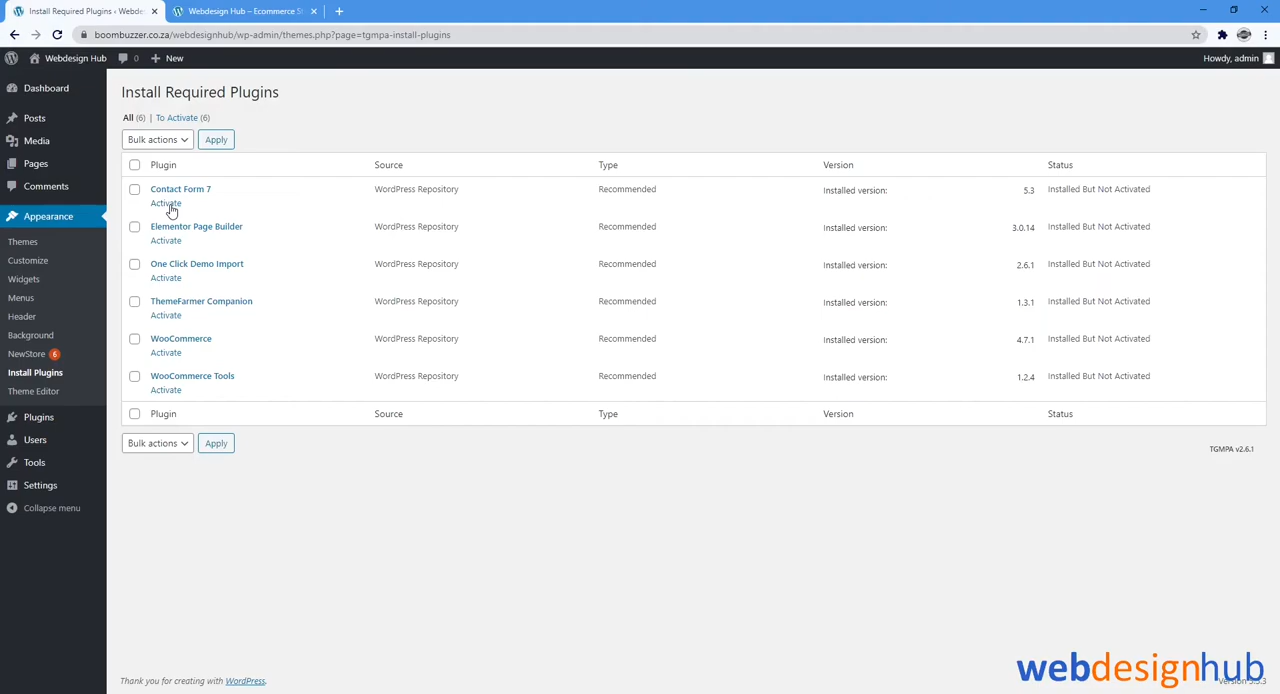 Install Required Plugins ‹ Webdes
Webdesign Hub – Ecommerce St
boombuzzer.co.za/webdesignhub/wp-admin/themes.php?page=tgmpa-install-plugins
Webdesign Hub 0 + New Howdy, admin
Dashboard
Posts
Media
Pages
Comments
Appearance
Themes
Customize
Widgets
Menus
Header
Background
NewStore 6
Install Plugins
Theme Editor
Plugins
Users
Tools
Settings
Collapse menu
Install Required Plugins
All (6) | To Activate (6)
Bulk actions Apply
Plugin Source Type Version Status
Contact Form 7 WordPress Repository Recommended Installed version: 5.3 Installed But Not Activated
Activate
Elementor Page Builder WordPress Repository Recommended Installed version: 3.0.14 Installed But Not Activated
Activate
One Click Demo Import WordPress Repository Recommended Installed version: 2.6.1 Installed But Not Activated
Activate
ThemeFarmer Companion WordPress Repository Recommended Installed version: 1.3.1 Installed But Not Activated
Activate
WooCommerce WordPress Repository Recommended Installed version: 4.7.1 Installed But Not Activated
Activate
WooCommerce Tools WordPress Repository Recommended Installed version: 1.2.4 Installed But Not Activated
Activate
Plugin Source Type Version Status
Bulk actions Apply
TGMPA v2.6.1
Thank you for creating with WordPress.
webdesignhub